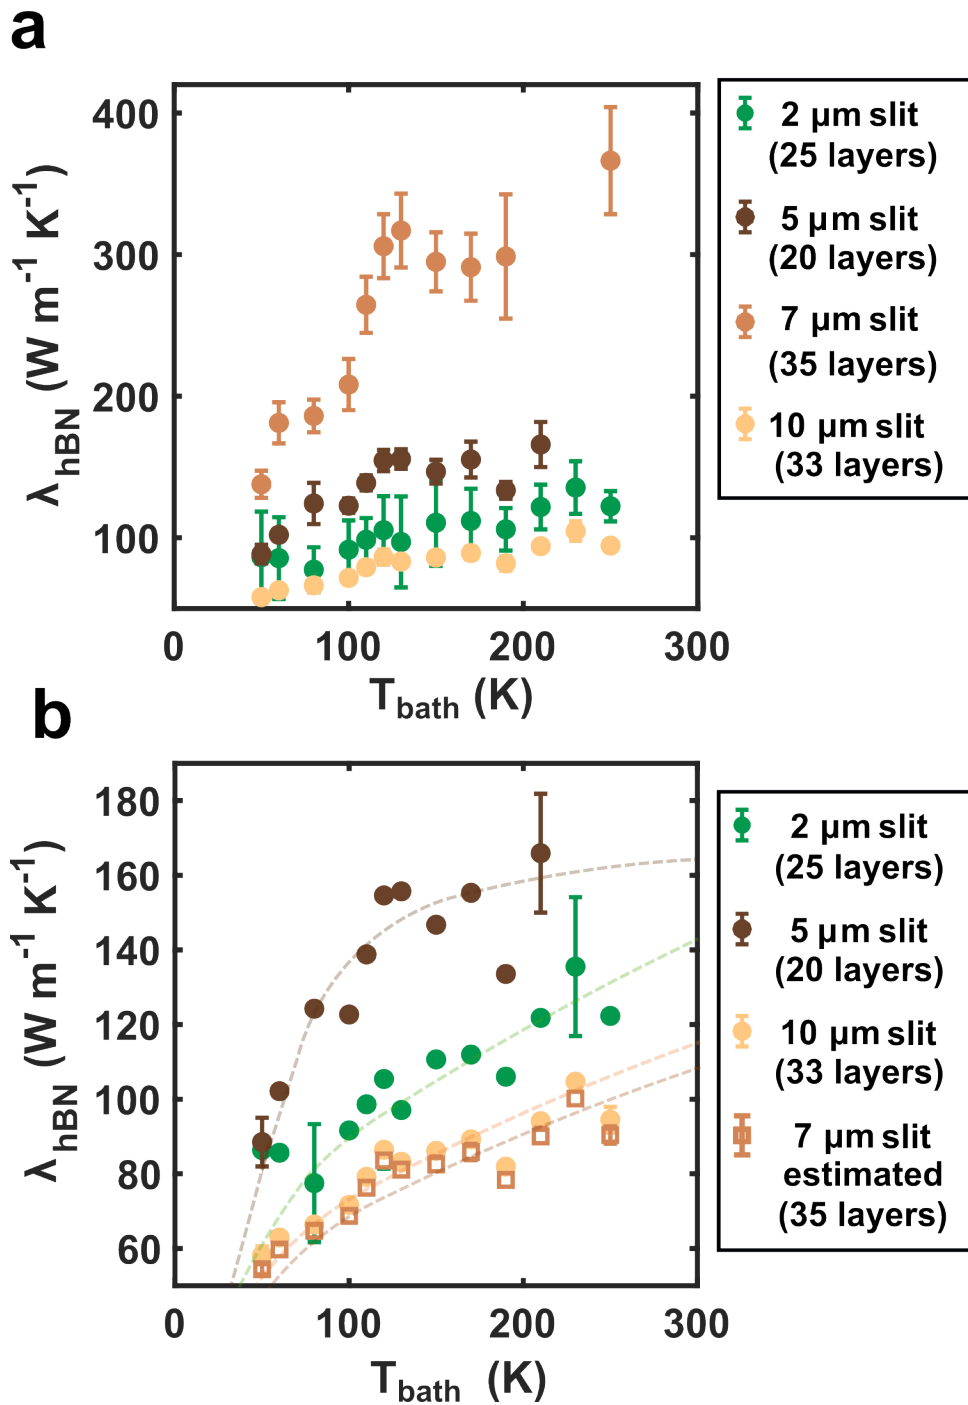 a
400
300
200
100
0
100
200
300
λhBN (W m-1 K-1)
Tbath (K)
2 µm slit
(25 layers)
5 µm slit
(20 layers)
7 µm slit
(35 layers)
10 µm slit
(33 layers)
b
180
160
140
120
100
80
60
0
100
200
300
λhBN (W m-1 K-1)
Tbath (K)
2 µm slit
(25 layers)
5 µm slit
(20 layers)
10 µm slit
(33 layers)
7 µm slit
estimated
(35 layers)